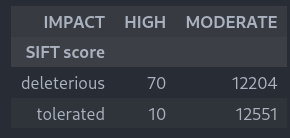 IMPACT HIGH MODERATE
SIFT score
deleterious 70 12204
tolerated 10 12551